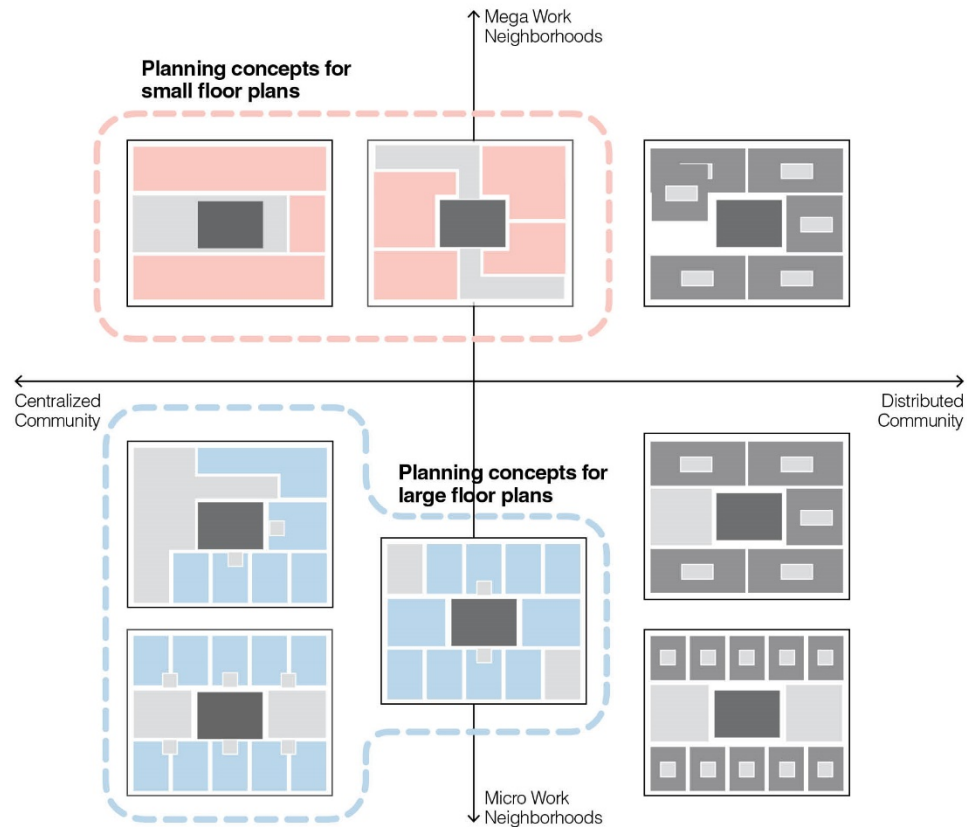 Mega Work
Neighborhoods
Planning concepts for
small floor plans
Centralized
Community
Distributed
Community
Planning concepts for
large floor plans
Micro Work
Neighborhoods